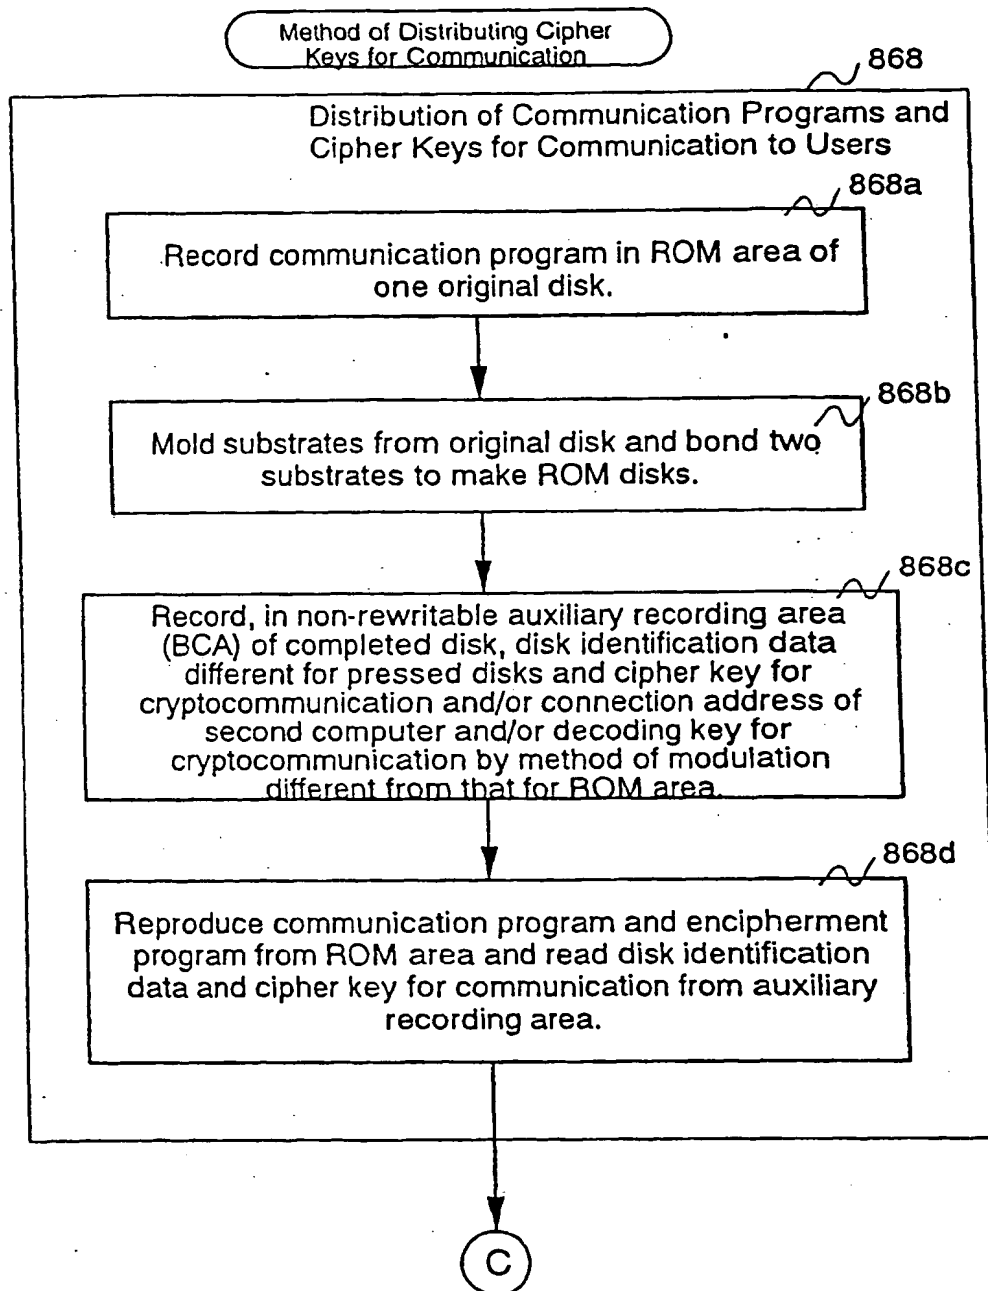 Method of Distributing Cipher
Keys for Communication
868
Distribution of Communication Programs and
Cipher Keys for Communication to Users
868a
Record communication program in ROM area of
one original disk.
868b
Mold substrates from original disk and bond two
substrates to make ROM disks.
868c
Record, in non-rewritable auxiliary recording area
(BCA) of completed disk, disk identification data
different for pressed disks and cipher key for
cryptocommunication and/or connection address of
second computer and/or decoding key for
cryptocommunication by method of modulation
different from that for ROM area.
868d
Reproduce communication program and encipherment
program from ROM area and read disk identification
data and cipher key for communication from auxiliary
recording area.
C